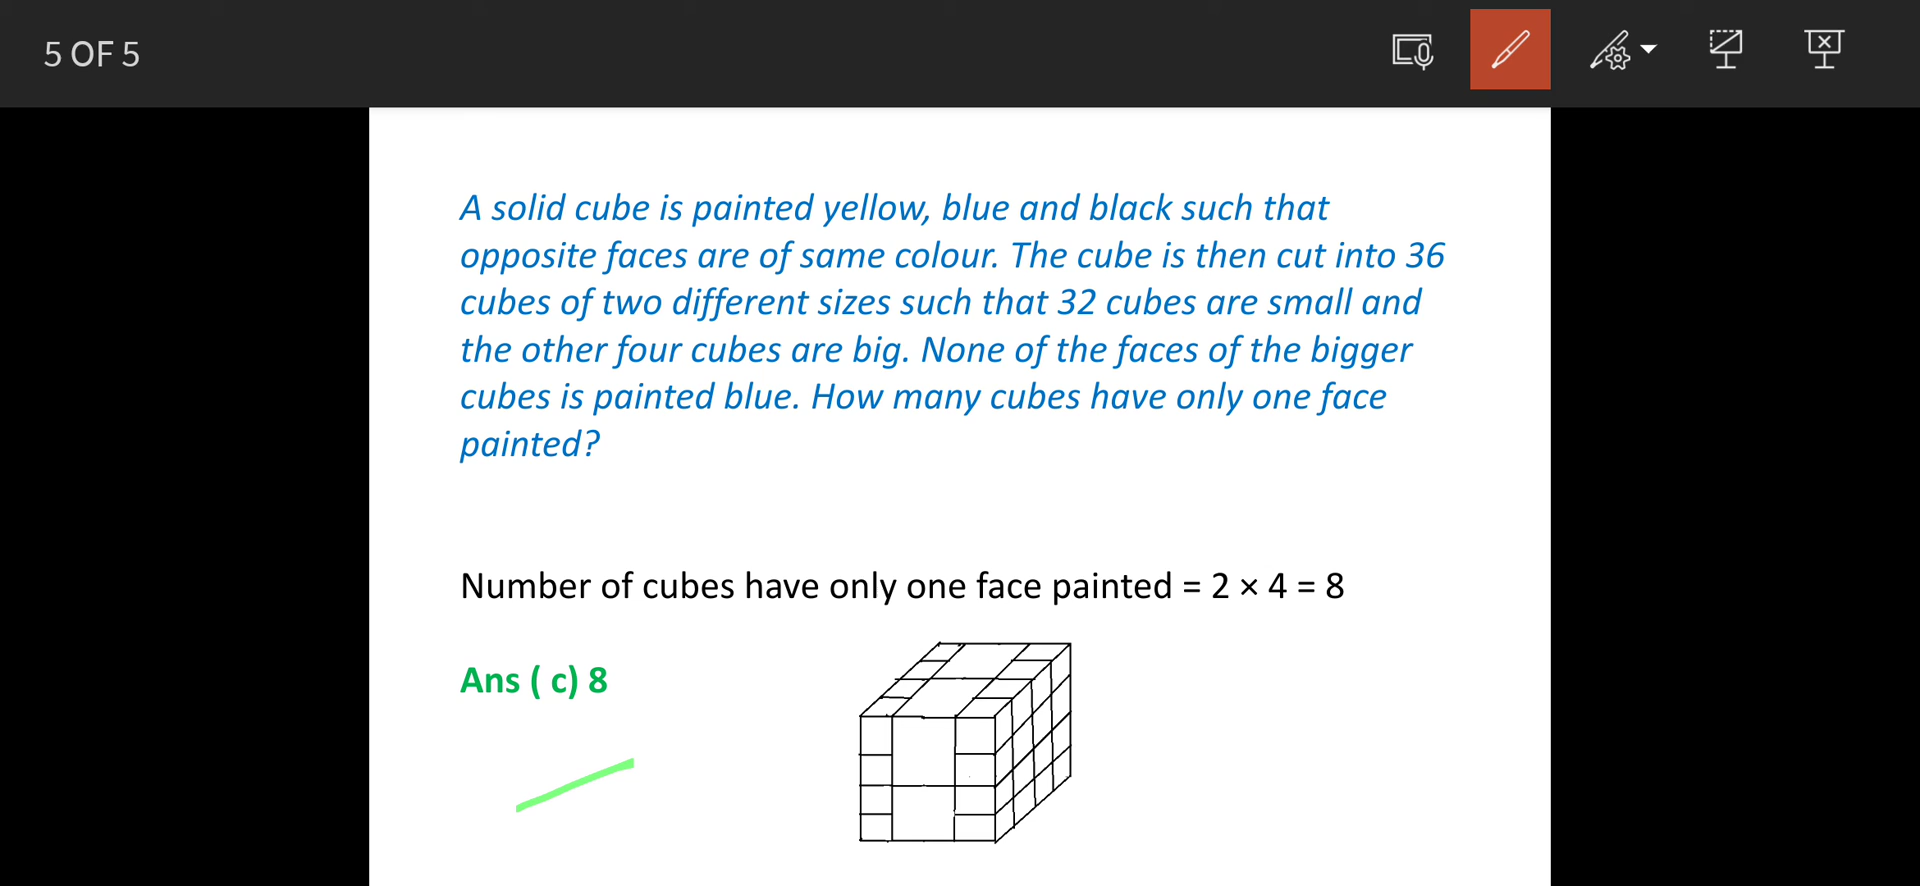 5 OF 5
A solid cube is painted yellow, blue and black such that
opposite faces are of same colour. The cube is then cut into 36
cubes of two different sizes such that 32 cubes are small and
the other four cubes are big. None of the faces of the bigger
cubes is painted blue. How many cubes have only one face
painted?
Number of cubes have only one face painted = 2 × 4 = 8
Ans ( c) 8